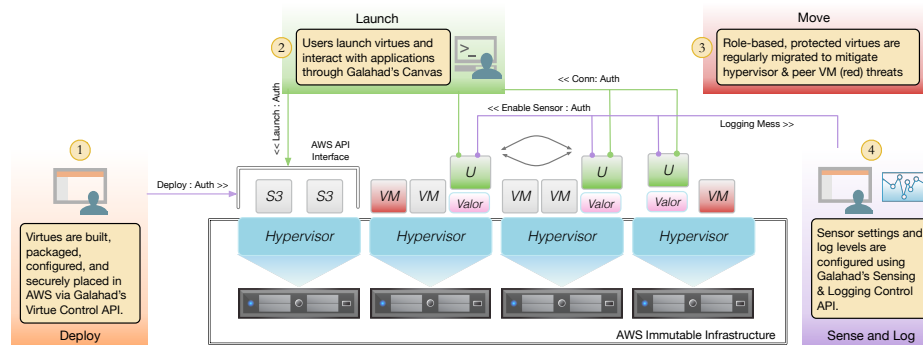 Launch
2
Users launch virtues and
interact with applications
through Galahad's Canvas
>_
Move
3
Role-based, protected virtues are
regularly migrated to mitigate
hypervisor & peer VM (red) threats
<< Conn: Auth
<< Enable Sensor : Auth
Logging Mess >>
<< Launch : Auth
AWS API
Interface
1
Deploy : Auth >>
Virtues are built,
packaged,
configured, and
securely placed in
AWS via Galahad's
Virtue Control API.
Deploy
S3
S3
VM
VM
U
Valor
VM
VM
U
Valor
U
Valor
VM
Hypervisor
Hypervisor
Hypervisor
Hypervisor
AWS Immutable Infrastructure
4
Sensor settings and
log levels are
configured using
Galahad's Sensing
& Logging Control
API.
Sense and Log